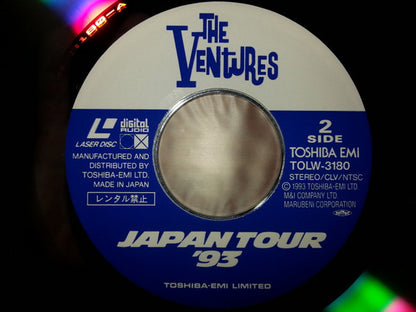 THE
VENTURES
LASER DISC
digital
AUDIO
MANUFACTURED AND
DISTRIBUTED BY
TOSHIBA-EMI LTD.
MADE IN JAPAN
レンタル禁止
2
SIDE
TOSHIBA EMI
TOLW-3180
STEREO/CLV/NTSC
Ⓒ1993 TOSHIBA-EMI LTD.
M&I COMPANY LTD
MARUBENI CORPORATION
JAPAN TOUR
'93
TOSHIBA-EMI LIMITED